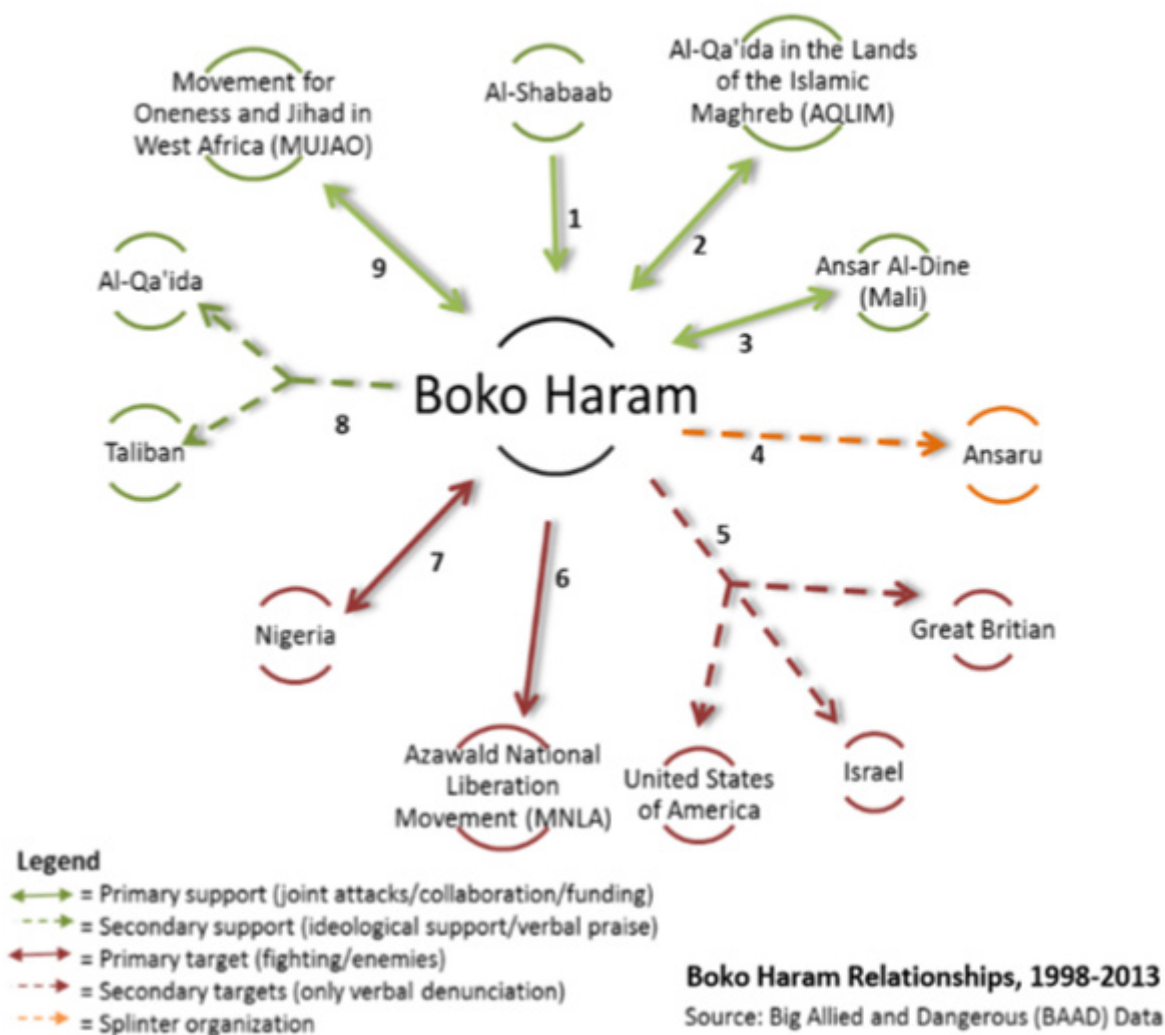 Movement for
Oneness and Jihad in
West Africa (MUJAO)
Al-Shabaab
Al-Qa'ida in the Lands
of the Islamic
Maghreb (AQLIM)
1
2
9
Al-Qa'ida
Ansar Al-Dine
(Mali)
3
Boko Haram
8
Taliban
4
Ansaru
5
7
6
Nigeria
Great Britian
Azawald National
Liberation
Movement (MNLA)
United States
of America
Israel
Legend
= Primary support (joint attacks/collaboration/funding)
= Secondary support (ideological support/verbal praise)
= Primary target (fighting/enemies)
= Secondary targets (only verbal denunciation)
= Splinter organization
Boko Haram Relationships, 1998-2013
Source: Big Allied and Dangerous (BAAD) Data